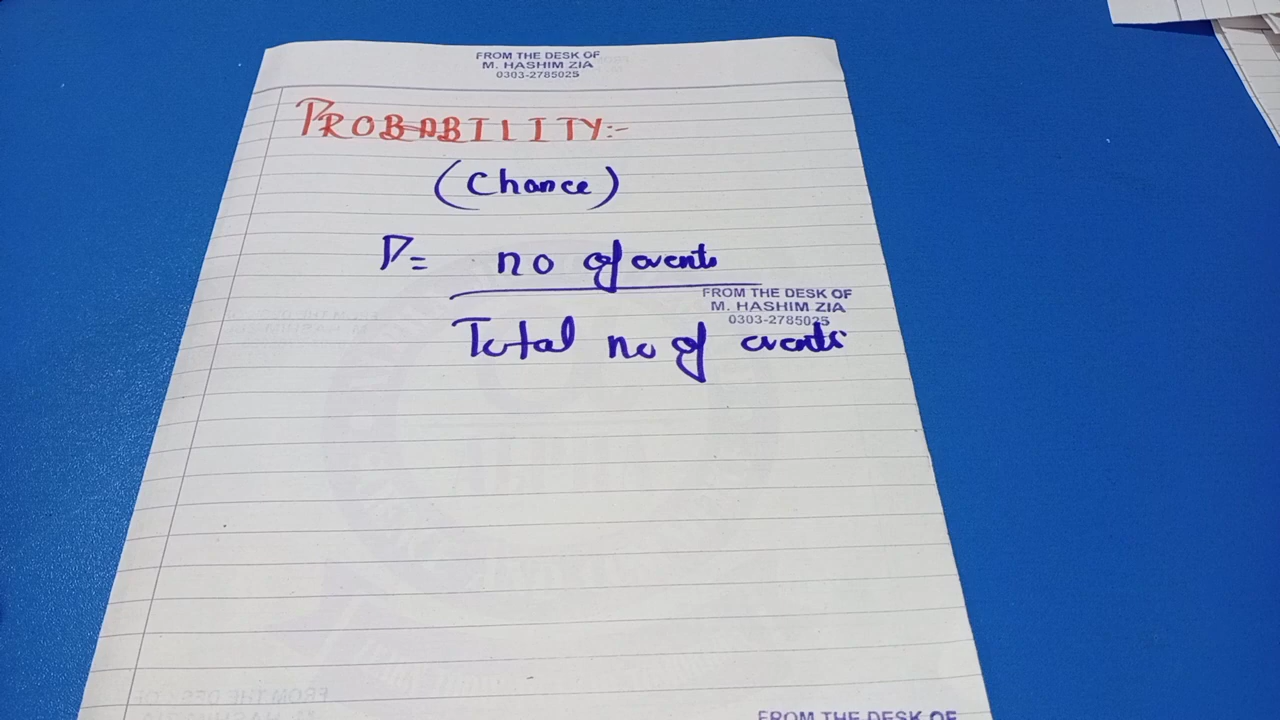 FROM THE DESK OF
M. HASHIM ZIA
0303-2785025
PROBABILITY:-
(Chance)
P= no of events
FROM THE DESK OF
M. HASHIM ZIA
0303-2785025
Total no of events
FROM THE DESK OF